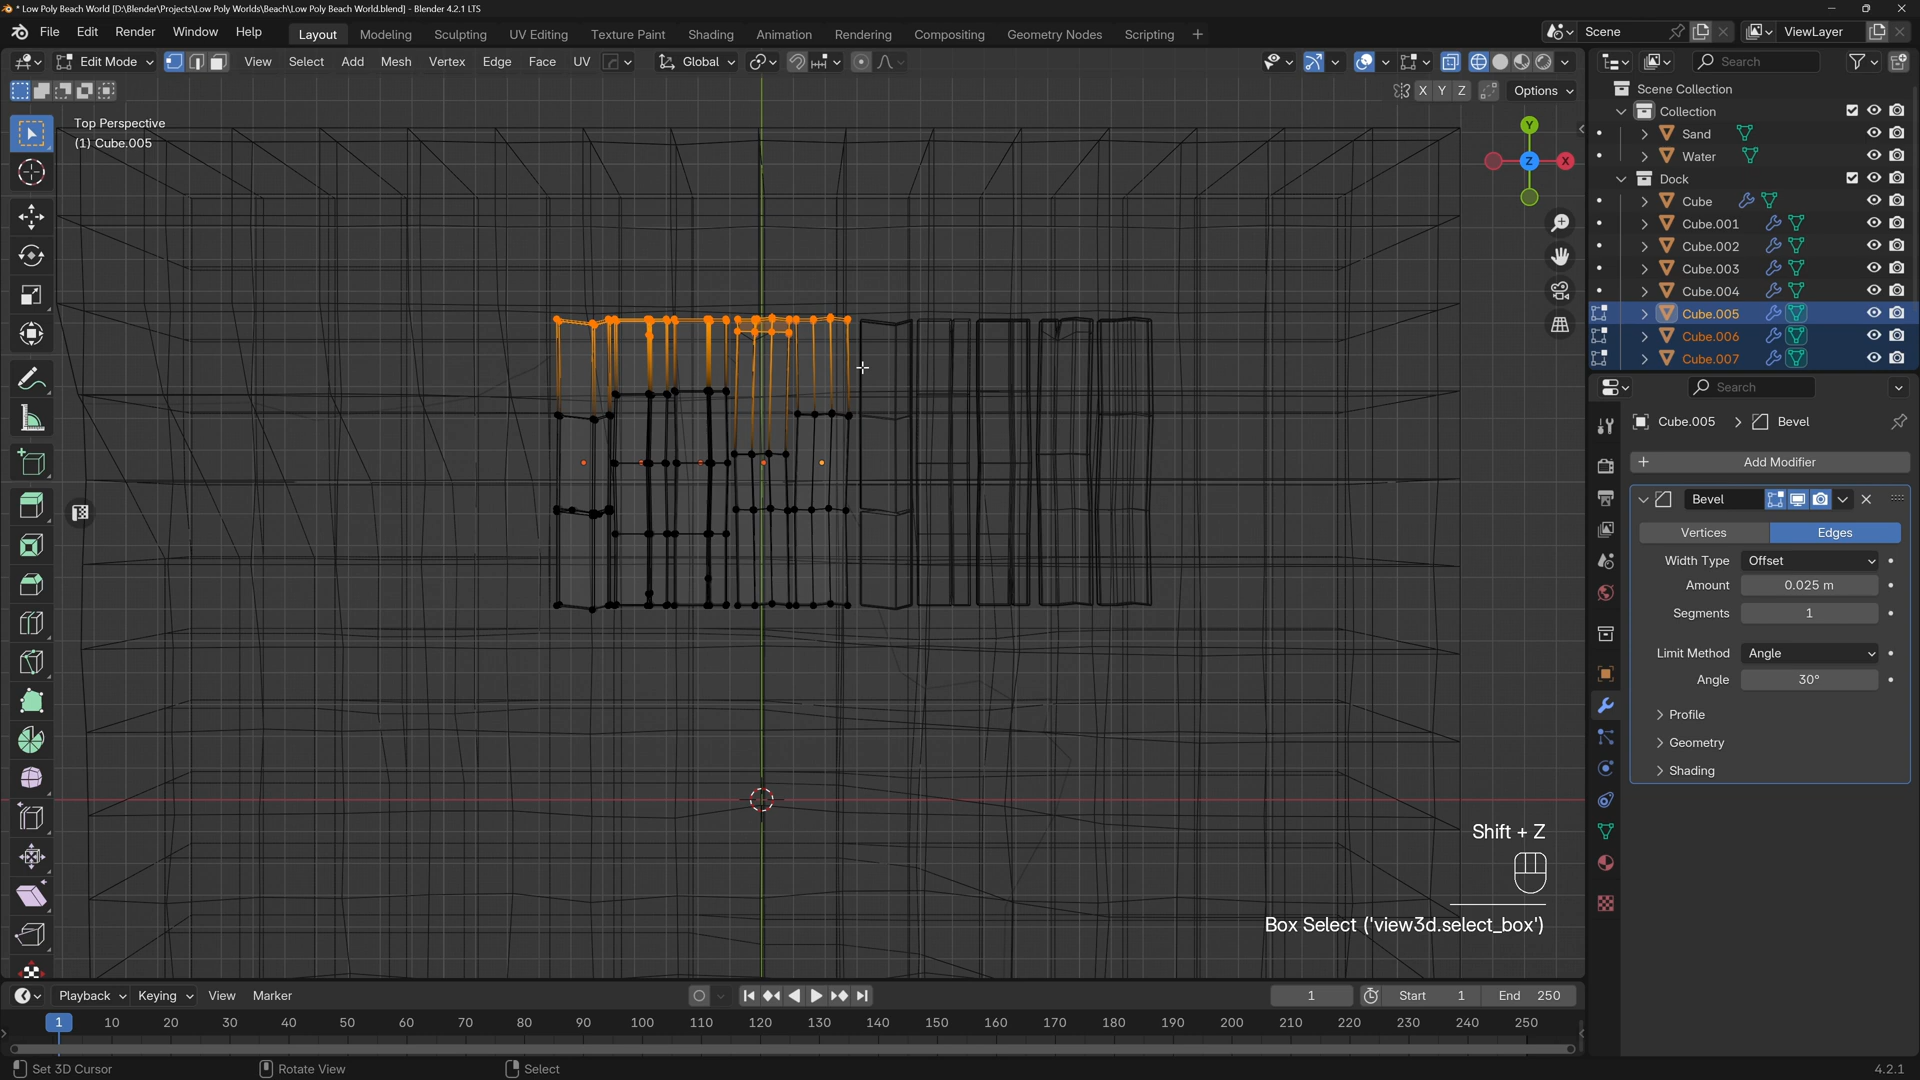 * Low Poly Beach World [D:\Blender\Projects\Low Poly Worlds\Beach\Low Poly Beach World.blend] - Blender 4.2.1 LTS
File Edit Render Window Help Layout Modeling Sculpting UV Editing Texture Paint Shading Animation Rendering Compositing Geometry Nodes Scripting + Scene ViewLayer
Edit Mode View Select Add Mesh Vertex Edge Face UV Global Search
X Y Z Options
Top Perspective
(1) Cube.005
Y
Z X
Scene Collection
Collection
Sand
Water
Dock
Cube
Cube.001
Cube.002
Cube.003
Cube.004
Cube.005
Cube.006
Cube.007
Search
Cube.005 > Bevel
+ Add Modifier
Bevel
Vertices Edges
Width Type Offset
Amount 0.025 m
Segments 1
Limit Method Angle
Angle 30°
Profile
Geometry
Shading
Shift + Z
Box Select ('view3d.select_box')
Playback Keying View Marker 1 Start 1 End 250
1 10 20 30 40 50 60 70 80 90 100 110 120 130 140 150 160 170 180 190 200 210 220 230 240 250
Set 3D Cursor Rotate View Select 4.2.1